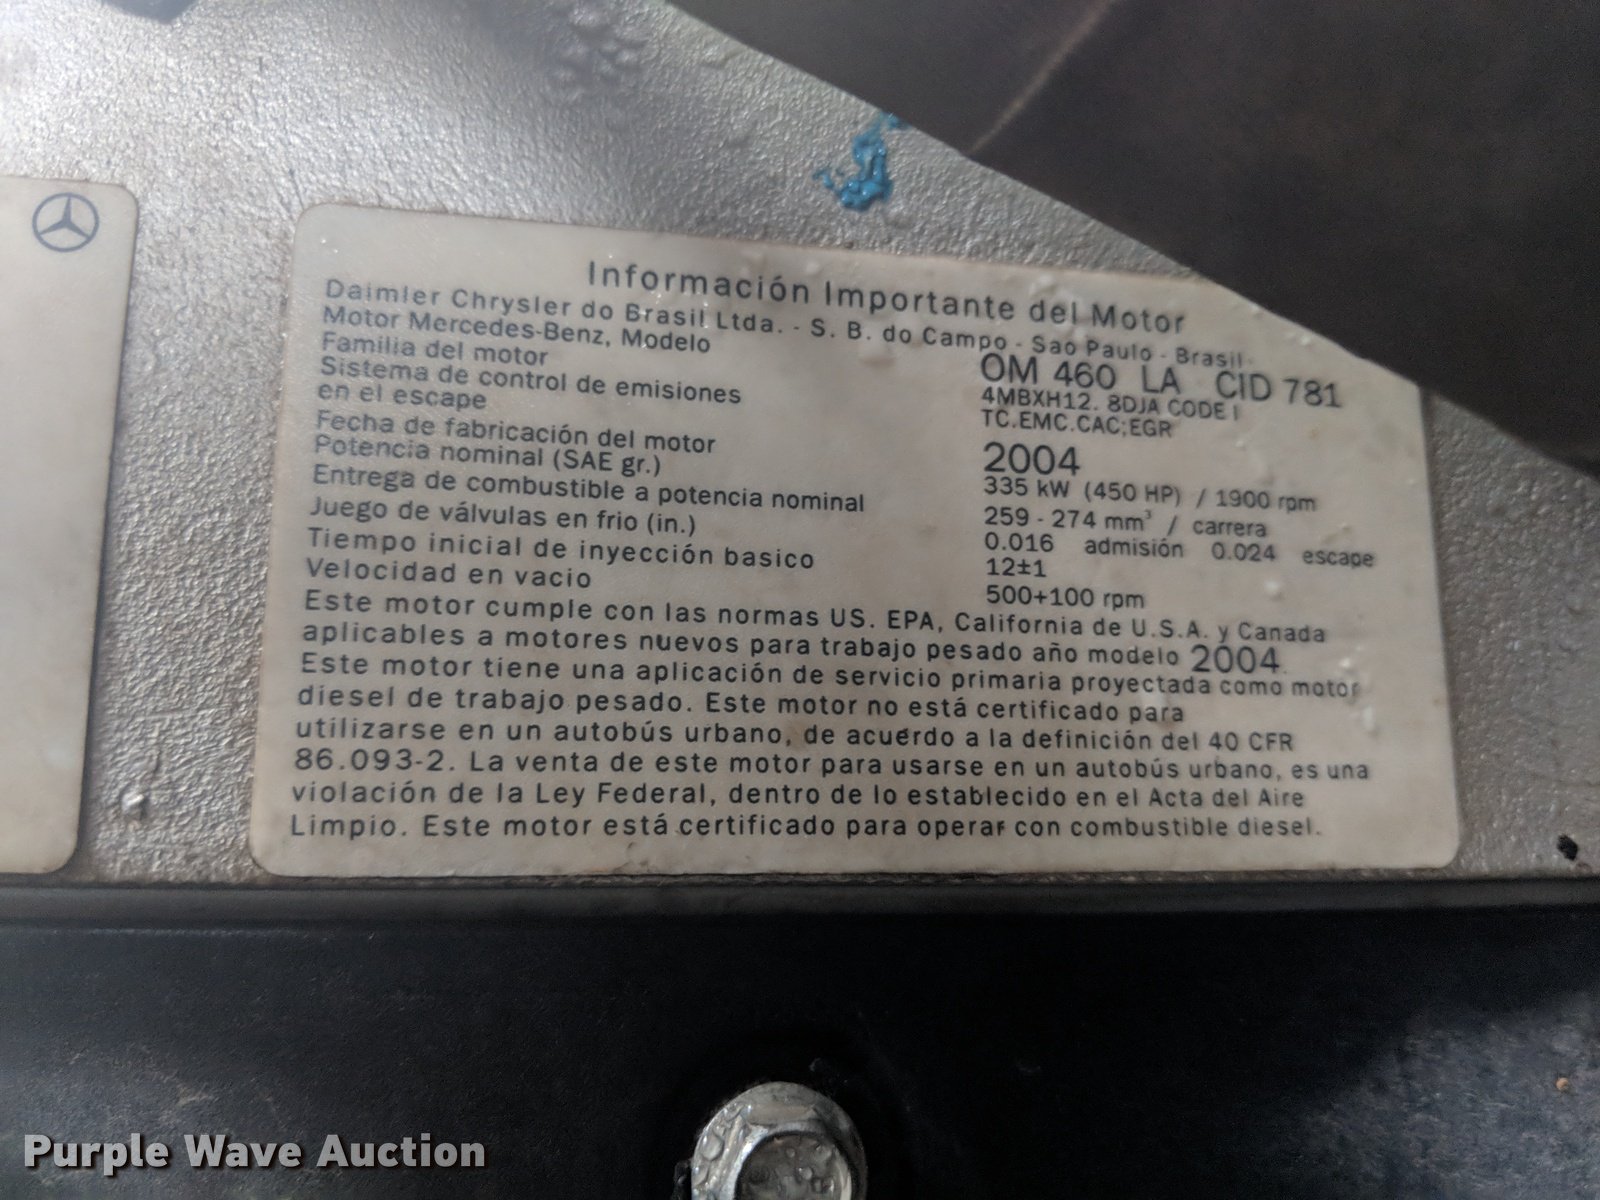 Información Importante del Motor
Daimler Chrysler do Brasil Ltda. - S. B. do Campo - Sao Paulo - Brasil
Motor Mercedes-Benz, Modelo OM 460 LA CID 781
Familia del motor 4MBXH12. 8DJA CODE I
Sistema de control de emisiones TC.EMC.CAC;EGR
en el escape
Fecha de fabricación del motor 2004
Potencia nominal (SAE gr.) 335 kW (450 HP) / 1900 rpm
Entrega de combustible a potencia nominal 259 - 274 mm³ / carrera
Juego de válvulas en frio (in.) 0.016 admisión 0.024 escape
Tiempo inicial de inyección basico 12±1
Velocidad en vacio 500+100 rpm
Este motor cumple con las normas US. EPA, California de U.S.A. y Canada
aplicables a motores nuevos para trabajo pesado año modelo 2004.
Este motor tiene una aplicación de servicio primaria proyectada como motor
diesel de trabajo pesado. Este motor no está certificado para
utilizarse en un autobús urbano, de acuerdo a la definición del 40 CFR
86.093-2. La venta de este motor para usarse en un autobús urbano, es una
violación de la Ley Federal, dentro de lo establecido en el Acta del Aire
Limpio. Este motor está certificado para operar con combustible diesel.
Purple Wave Auction